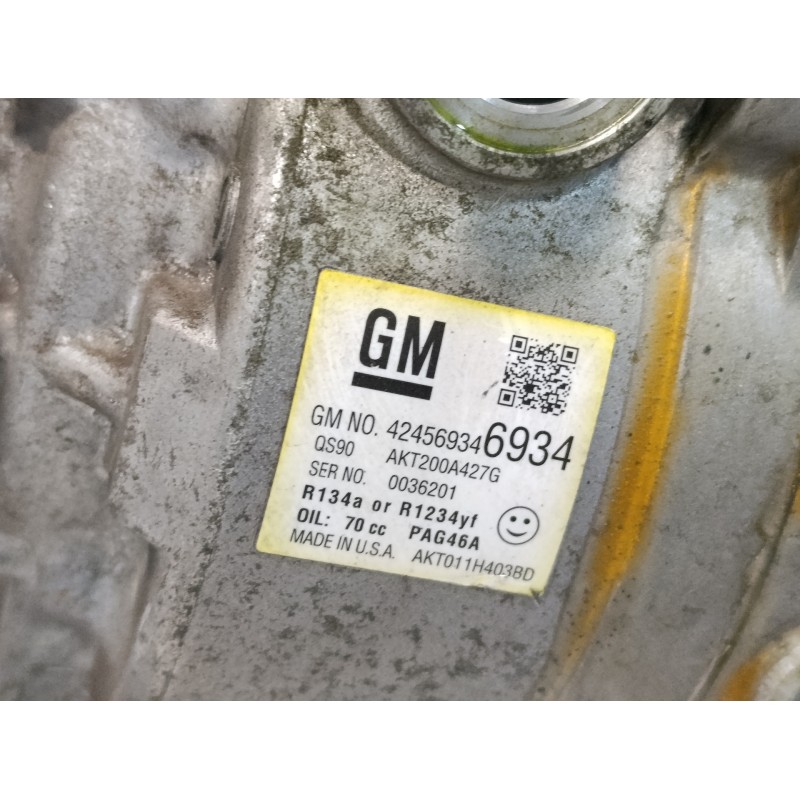 GM
GM NO. 42456934 6934
QS90 AKT200A427G
SER NO. 0036201
R134a or R1234yf
OIL: 70 cc PAG46A
MADE IN U.S.A. AKT011H403BD